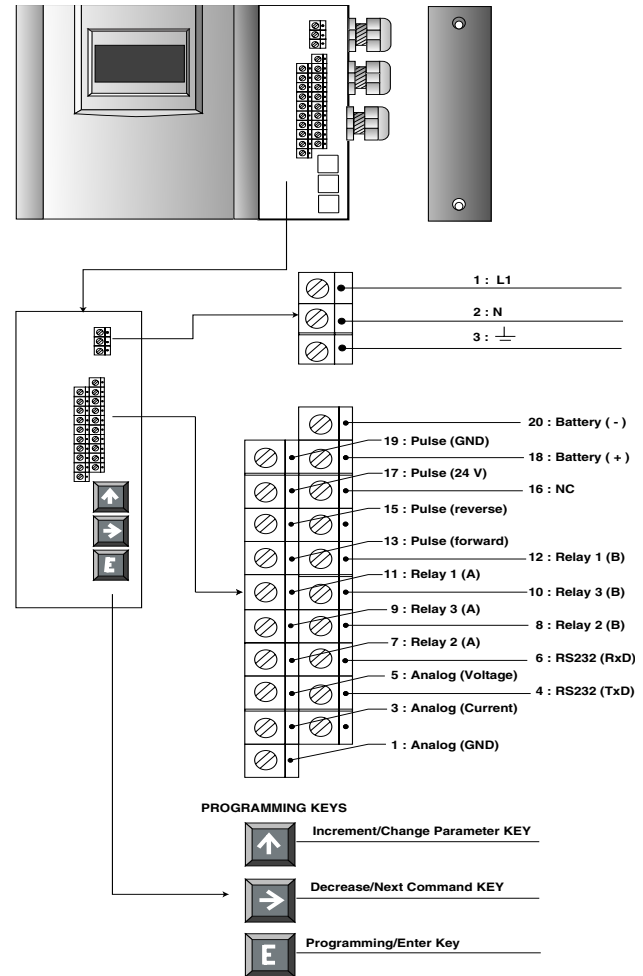 1 : L1
2 : N
3 :
20 : Battery ( - )
19 : Pulse (GND)
18 : Battery ( + )
17 : Pulse (24 V)
16 : NC
15 : Pulse (reverse)
13 : Pulse (forward)
12 : Relay 1 (B)
11 : Relay 1 (A)
10 : Relay 3 (B)
9 : Relay 3 (A)
8 : Relay 2 (B)
7 : Relay 2 (A)
6 : RS232 (RxD)
5 : Analog (Voltage)
4 : RS232 (TxD)
3 : Analog (Current)
1 : Analog (GND)
E
PROGRAMMING KEYS
Increment/Change Parameter KEY
Decrease/Next Command KEY
E
Programming/Enter Key